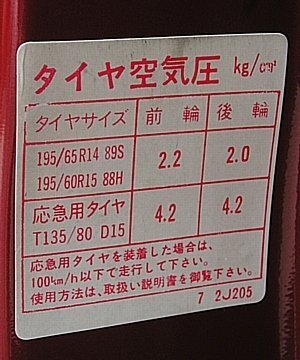 タイヤ空気圧 kg/cm²
タイヤサイズ 前輪 後輪
195/65R14 89S
195/60R15 88H
2.2 2.0
応急用タイヤ
T135/80 D15
4.2 4.2
応急用タイヤを装着した場合は、
100km/h以下で走行して下さい。
使用方法は、取扱い説明書を御覧下さい。
7 2J205